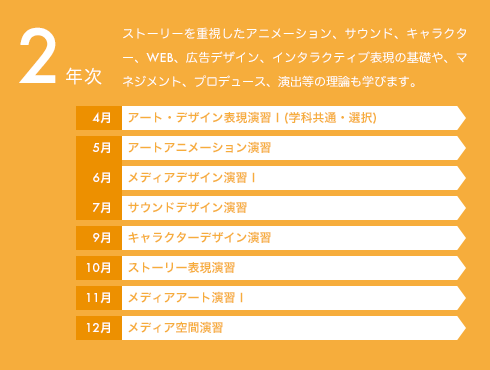 2年次
ストーリーを重視したアニメーション、サウンド、キャラクタ
ー、WEB、広告デザイン、インタラクティブ表現の基礎や、マ
ネジメント、プロデュース、演出等の理論も学びます。
4月 アート・デザイン表現演習Ⅰ(学科共通・選択)
5月 アートアニメーション演習
6月 メディアデザイン演習Ⅰ
7月 サウンドデザイン演習
9月 キャラクターデザイン演習
10月 ストーリー表現演習
11月 メディアアート演習Ⅰ
12月 メディア空間演習